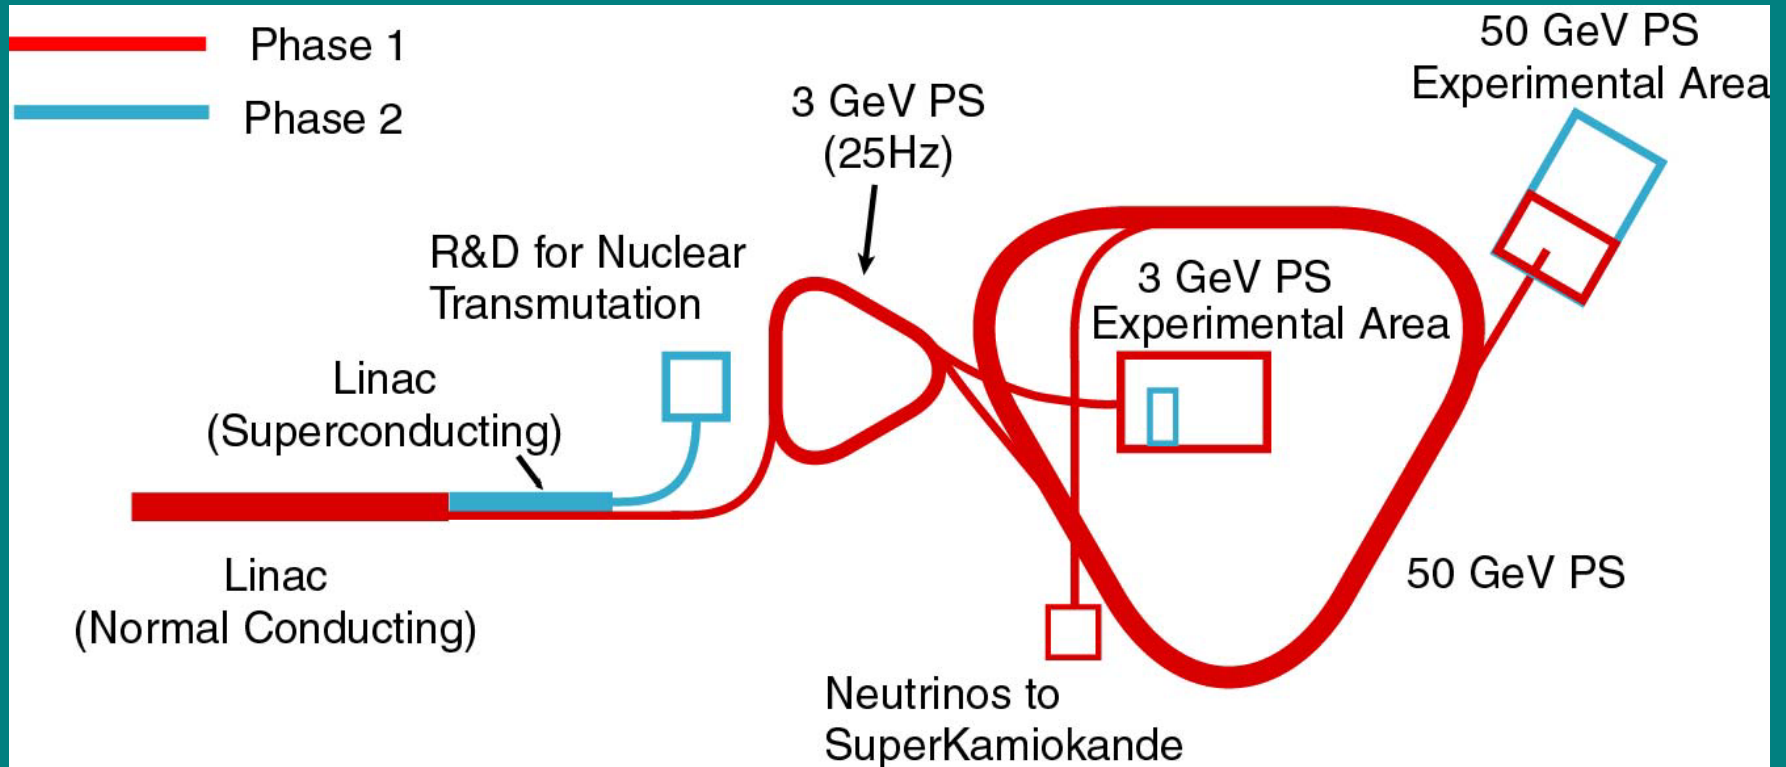 Phase 1
Phase 2
3 GeV PS
(25Hz)
50 GeV PS
Experimental Area
R&D for Nuclear
Transmutation
Linac
(Superconducting)
3 GeV PS
Experimental Area
Linac
(Normal Conducting)
50 GeV PS
Neutrinos to
SuperKamiokande